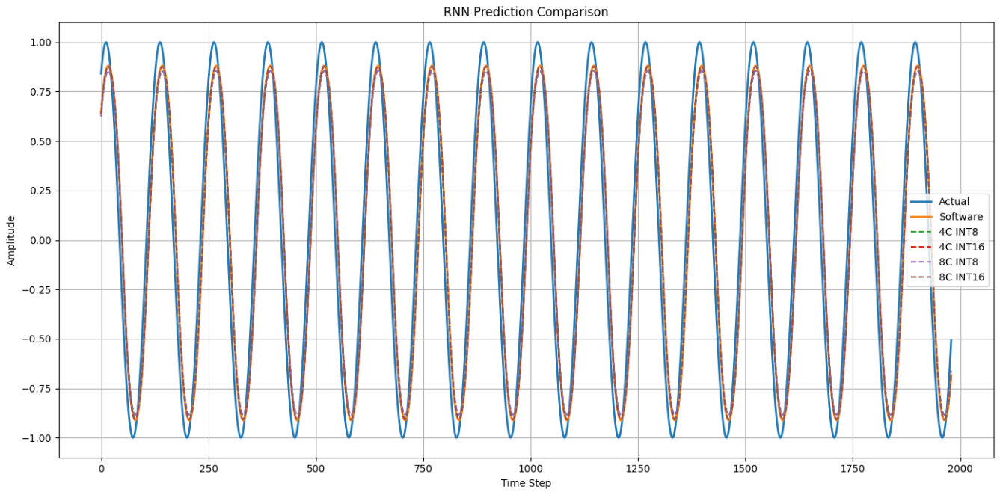 RNN Prediction Comparison
1.00
0.75
0.50
0.25
0.00
−0.25
−0.50
−0.75
−1.00
Amplitude
Actual
Software
4C INT8
4C INT16
8C INT8
8C INT16
0 250 500 750 1000 1250 1500 1750 2000
Time Step